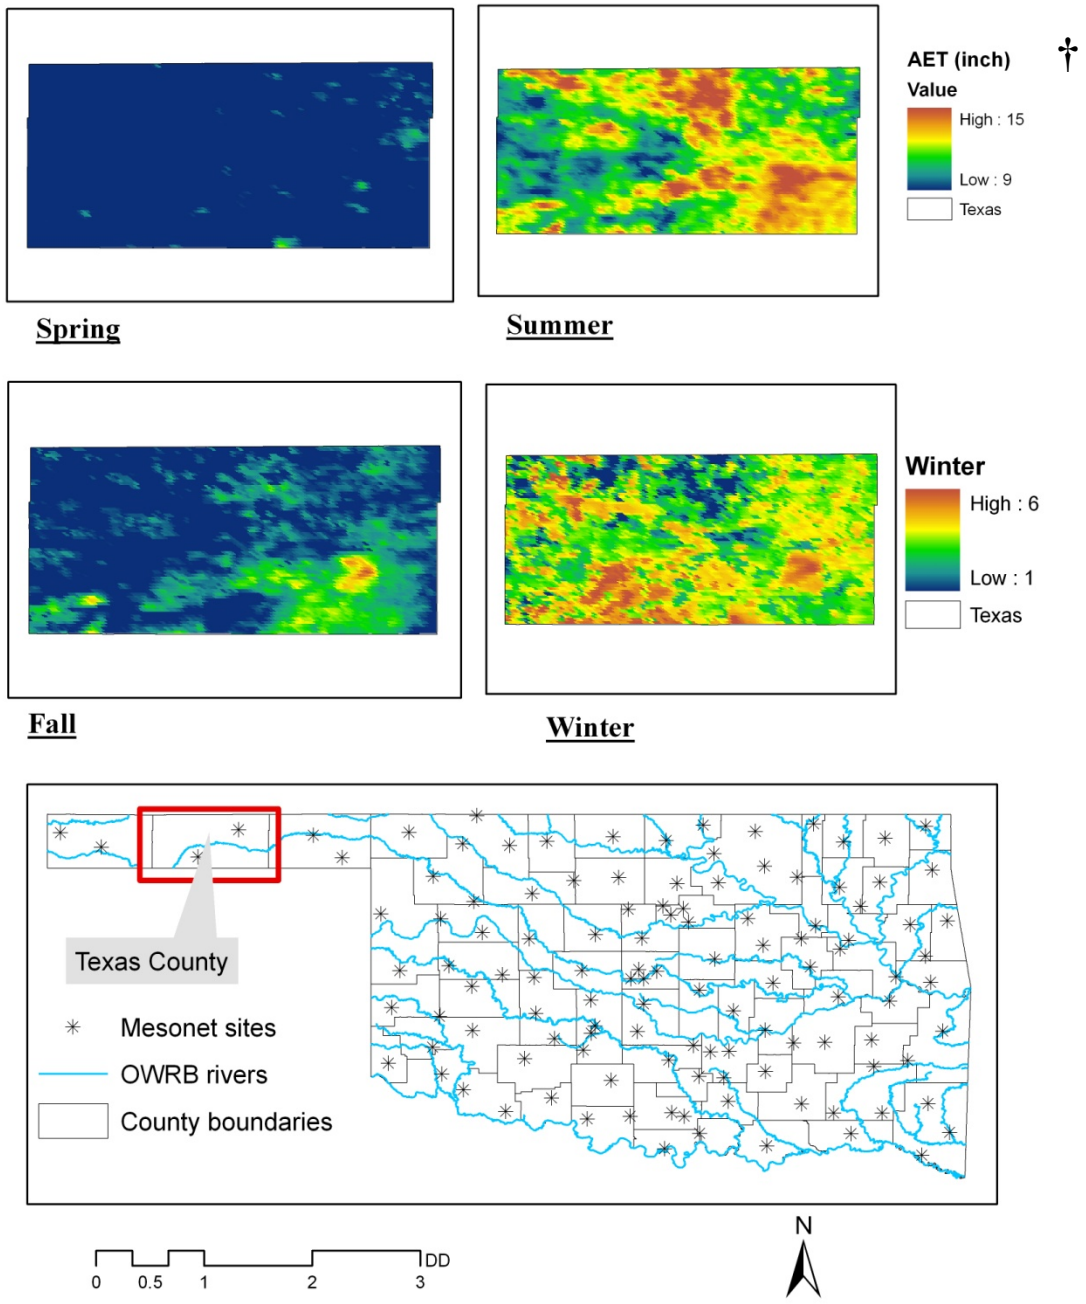 AET (inch)
†
Value
High : 15
Low : 9
Texas
Spring
Summer
Winter
High : 6
Low : 1
Texas
Fall
Winter
Texas County
Mesonet sites
OWRB rivers
County boundaries
N
DD
0 0.5 1 2 3